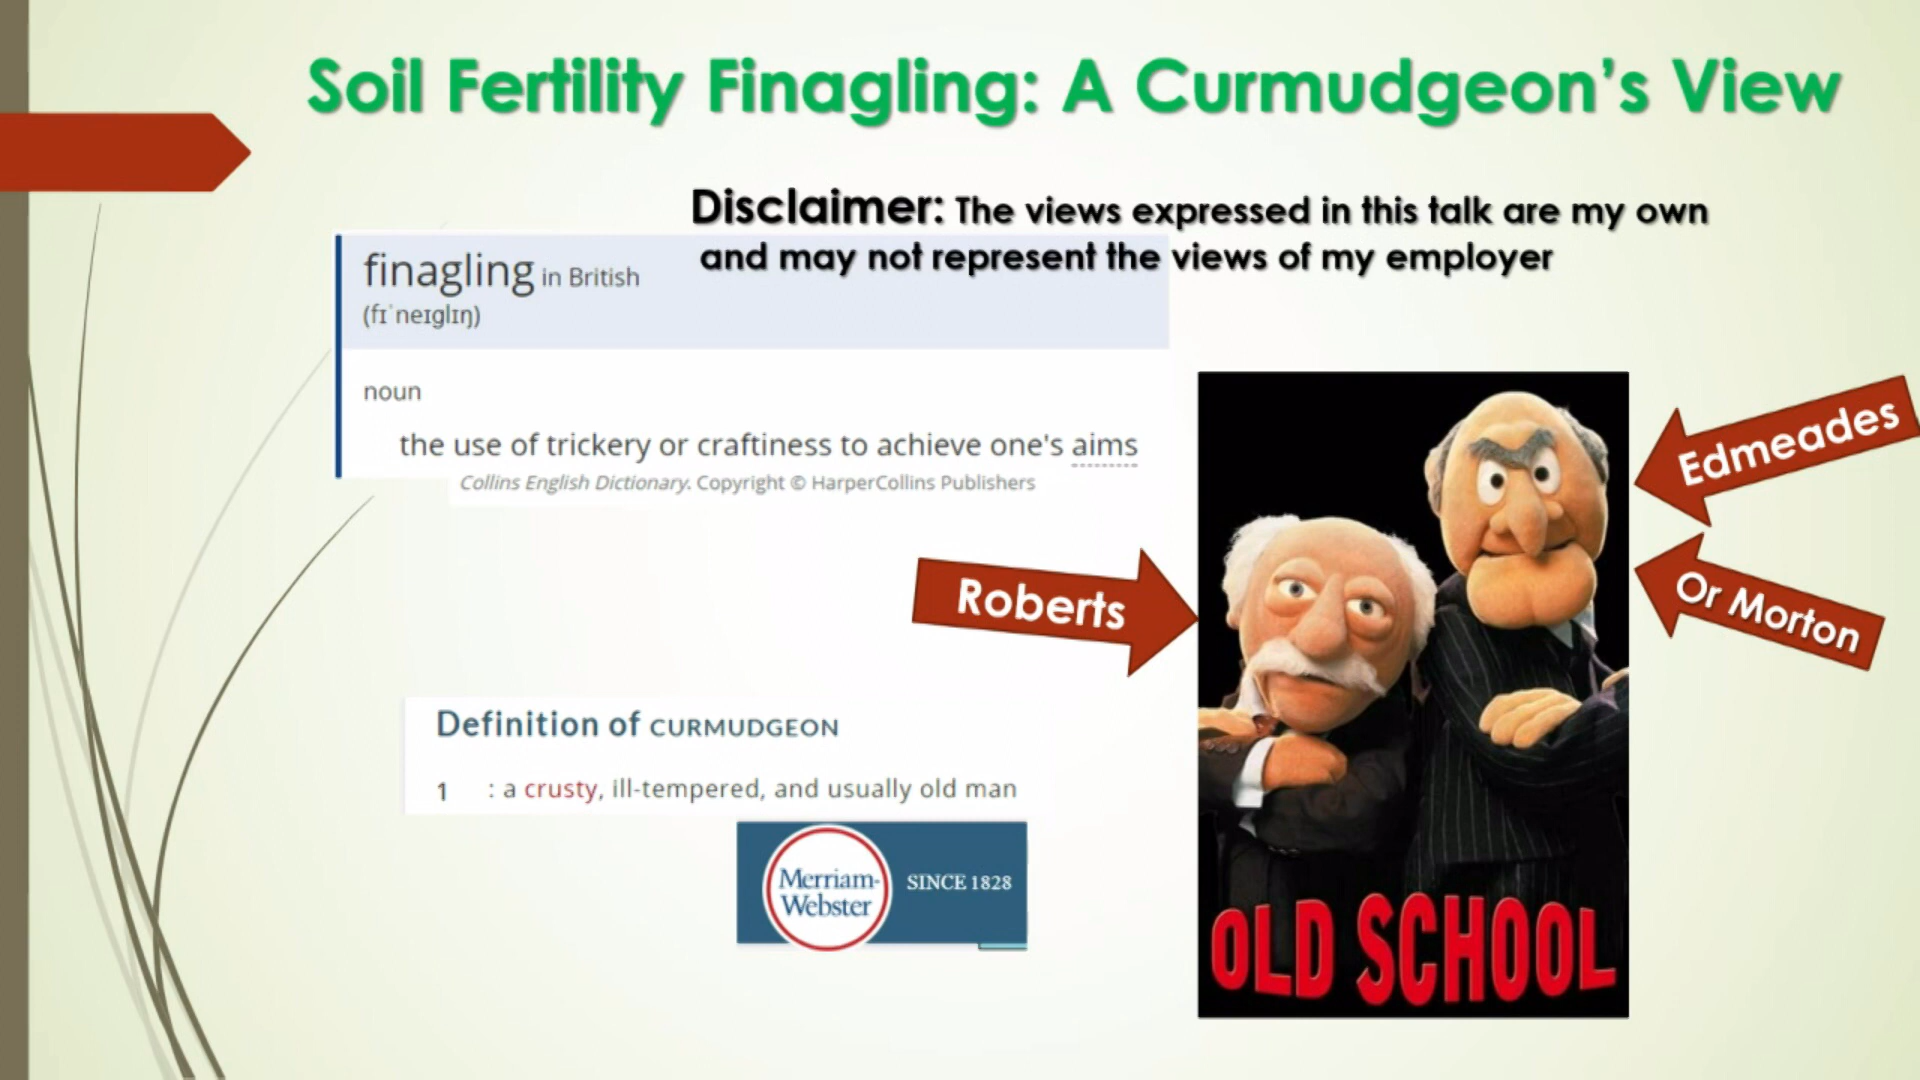 Soil Fertility Finagling: A Curmudgeon's View
Disclaimer: The views expressed in this talk are my own
and may not represent the views of my employer
finagling in British
(fɪˈneɪɡlɪŋ)
noun
the use of trickery or craftiness to achieve one's aims
Collins English Dictionary. Copyright © HarperCollins Publishers
Edmeades
Or Morton
Roberts
Definition of CURMUDGEON
1 : a crusty, ill-tempered, and usually old man
Merriam-
Webster
SINCE 1828
OLD SCHOOL